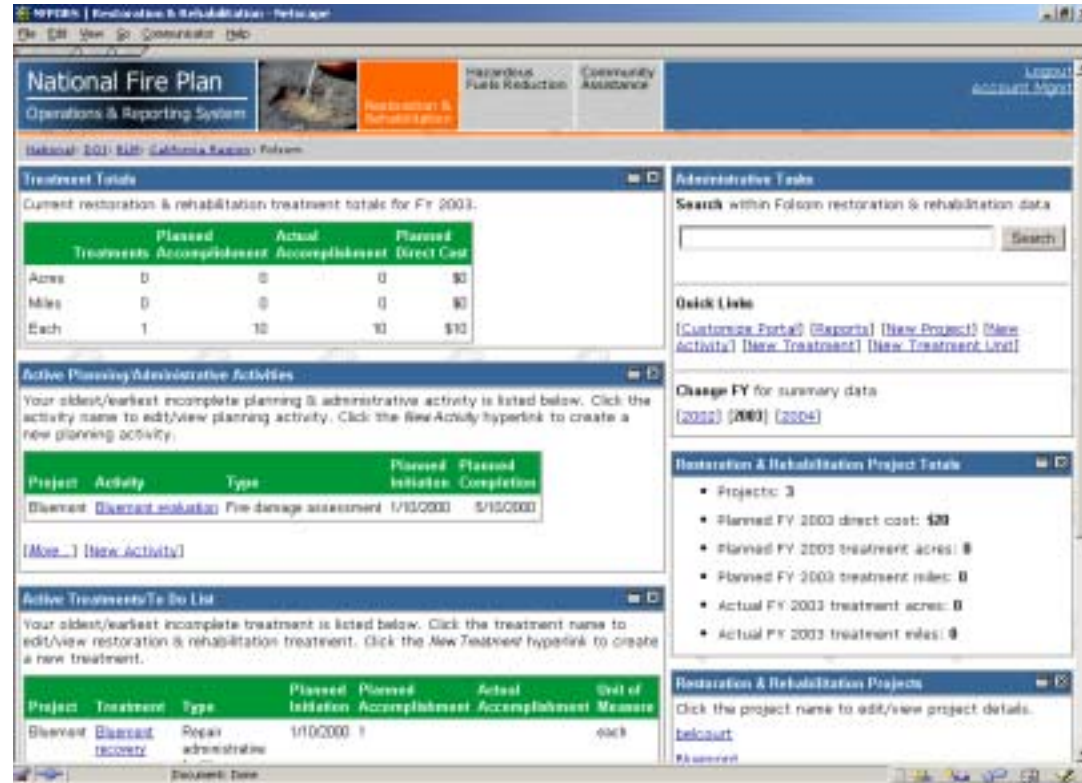 NFPORS | Restoration & Rehabilitation - Netscape
File Edit View Go Communicator Help
National Fire Plan
Operations & Reporting System
Restoration & Rehabilitation
Hazardous Fuels Reduction
Community Assistance
Logout
Account Mgmt
National› DOI› BLM› California Region› Folsom
Treatment Totals
Current restoration & rehabilitation treatment totals for FY 2003.
Treatments Planned Accomplishment Actual Accomplishment Planned Direct Cost
Acres 0 0 0 $0
Miles 0 0 0 $0
Each 1 10 10 $10
Active Planning/Administrative Activities
Your oldest/earliest incomplete planning & administrative activity is listed below. Click the
activity name to edit/view planning activity. Click the New Activity hyperlink to create a
new planning activity.
Project Activity Type Planned Initiation Planned Completion
Bluemont Bluemont evaluation Fire damage assessment 1/10/2000 5/10/2000
[More...] [New Activity]
Active Treatments/To Do List
Your oldest/earliest incomplete treatment is listed below. Click the treatment name to
edit/view restoration & rehabilitation treatment. Click the New Treatment hyperlink to create
a new treatment.
Project Treatment Type Planned Initiation Planned Accomplishment Actual Accomplishment Unit of Measure
Bluemont Bluemont recovery Repair administrative 1/10/2000 1 each
Administrative Tasks
Search within Folsom restoration & rehabilitation data
Search
Quick Links
[Customize Portal] [Reports] [New Project] [New
Activity] [New Treatment] [New Treatment Unit]
Change FY for summary data
[2002] [2003] [2004]
Restoration & Rehabilitation Project Totals
• Projects: 3
• Planned FY 2003 direct cost: $20
• Planned FY 2003 treatment acres: 0
• Planned FY 2003 treatment miles: 0
• Actual FY 2003 treatment acres: 0
• Actual FY 2003 treatment miles: 0
Restoration & Rehabilitation Projects
Click the project name to edit/view project details.
belcourt
Bluemont
Document: Done